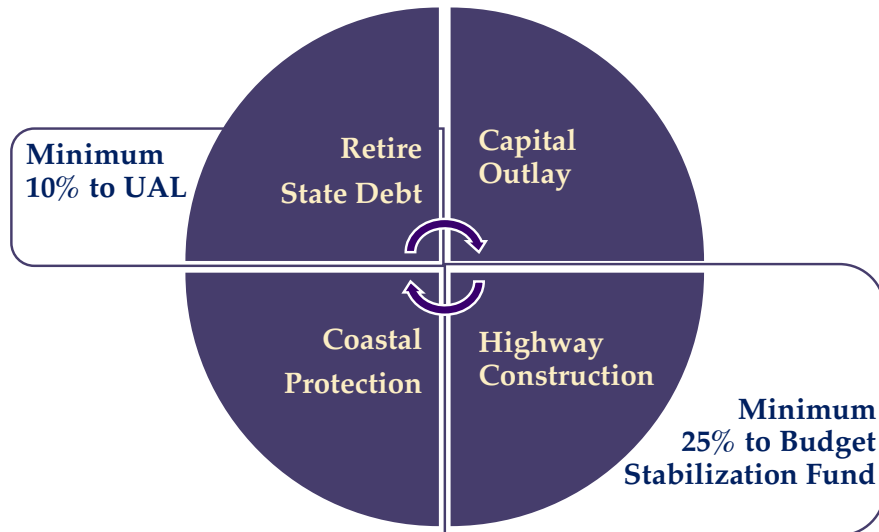 Minimum
10% to UAL
Retire
State Debt
Capital
Outlay
Coastal
Protection
Highway
Construction
Minimum
25% to Budget
Stabilization Fund